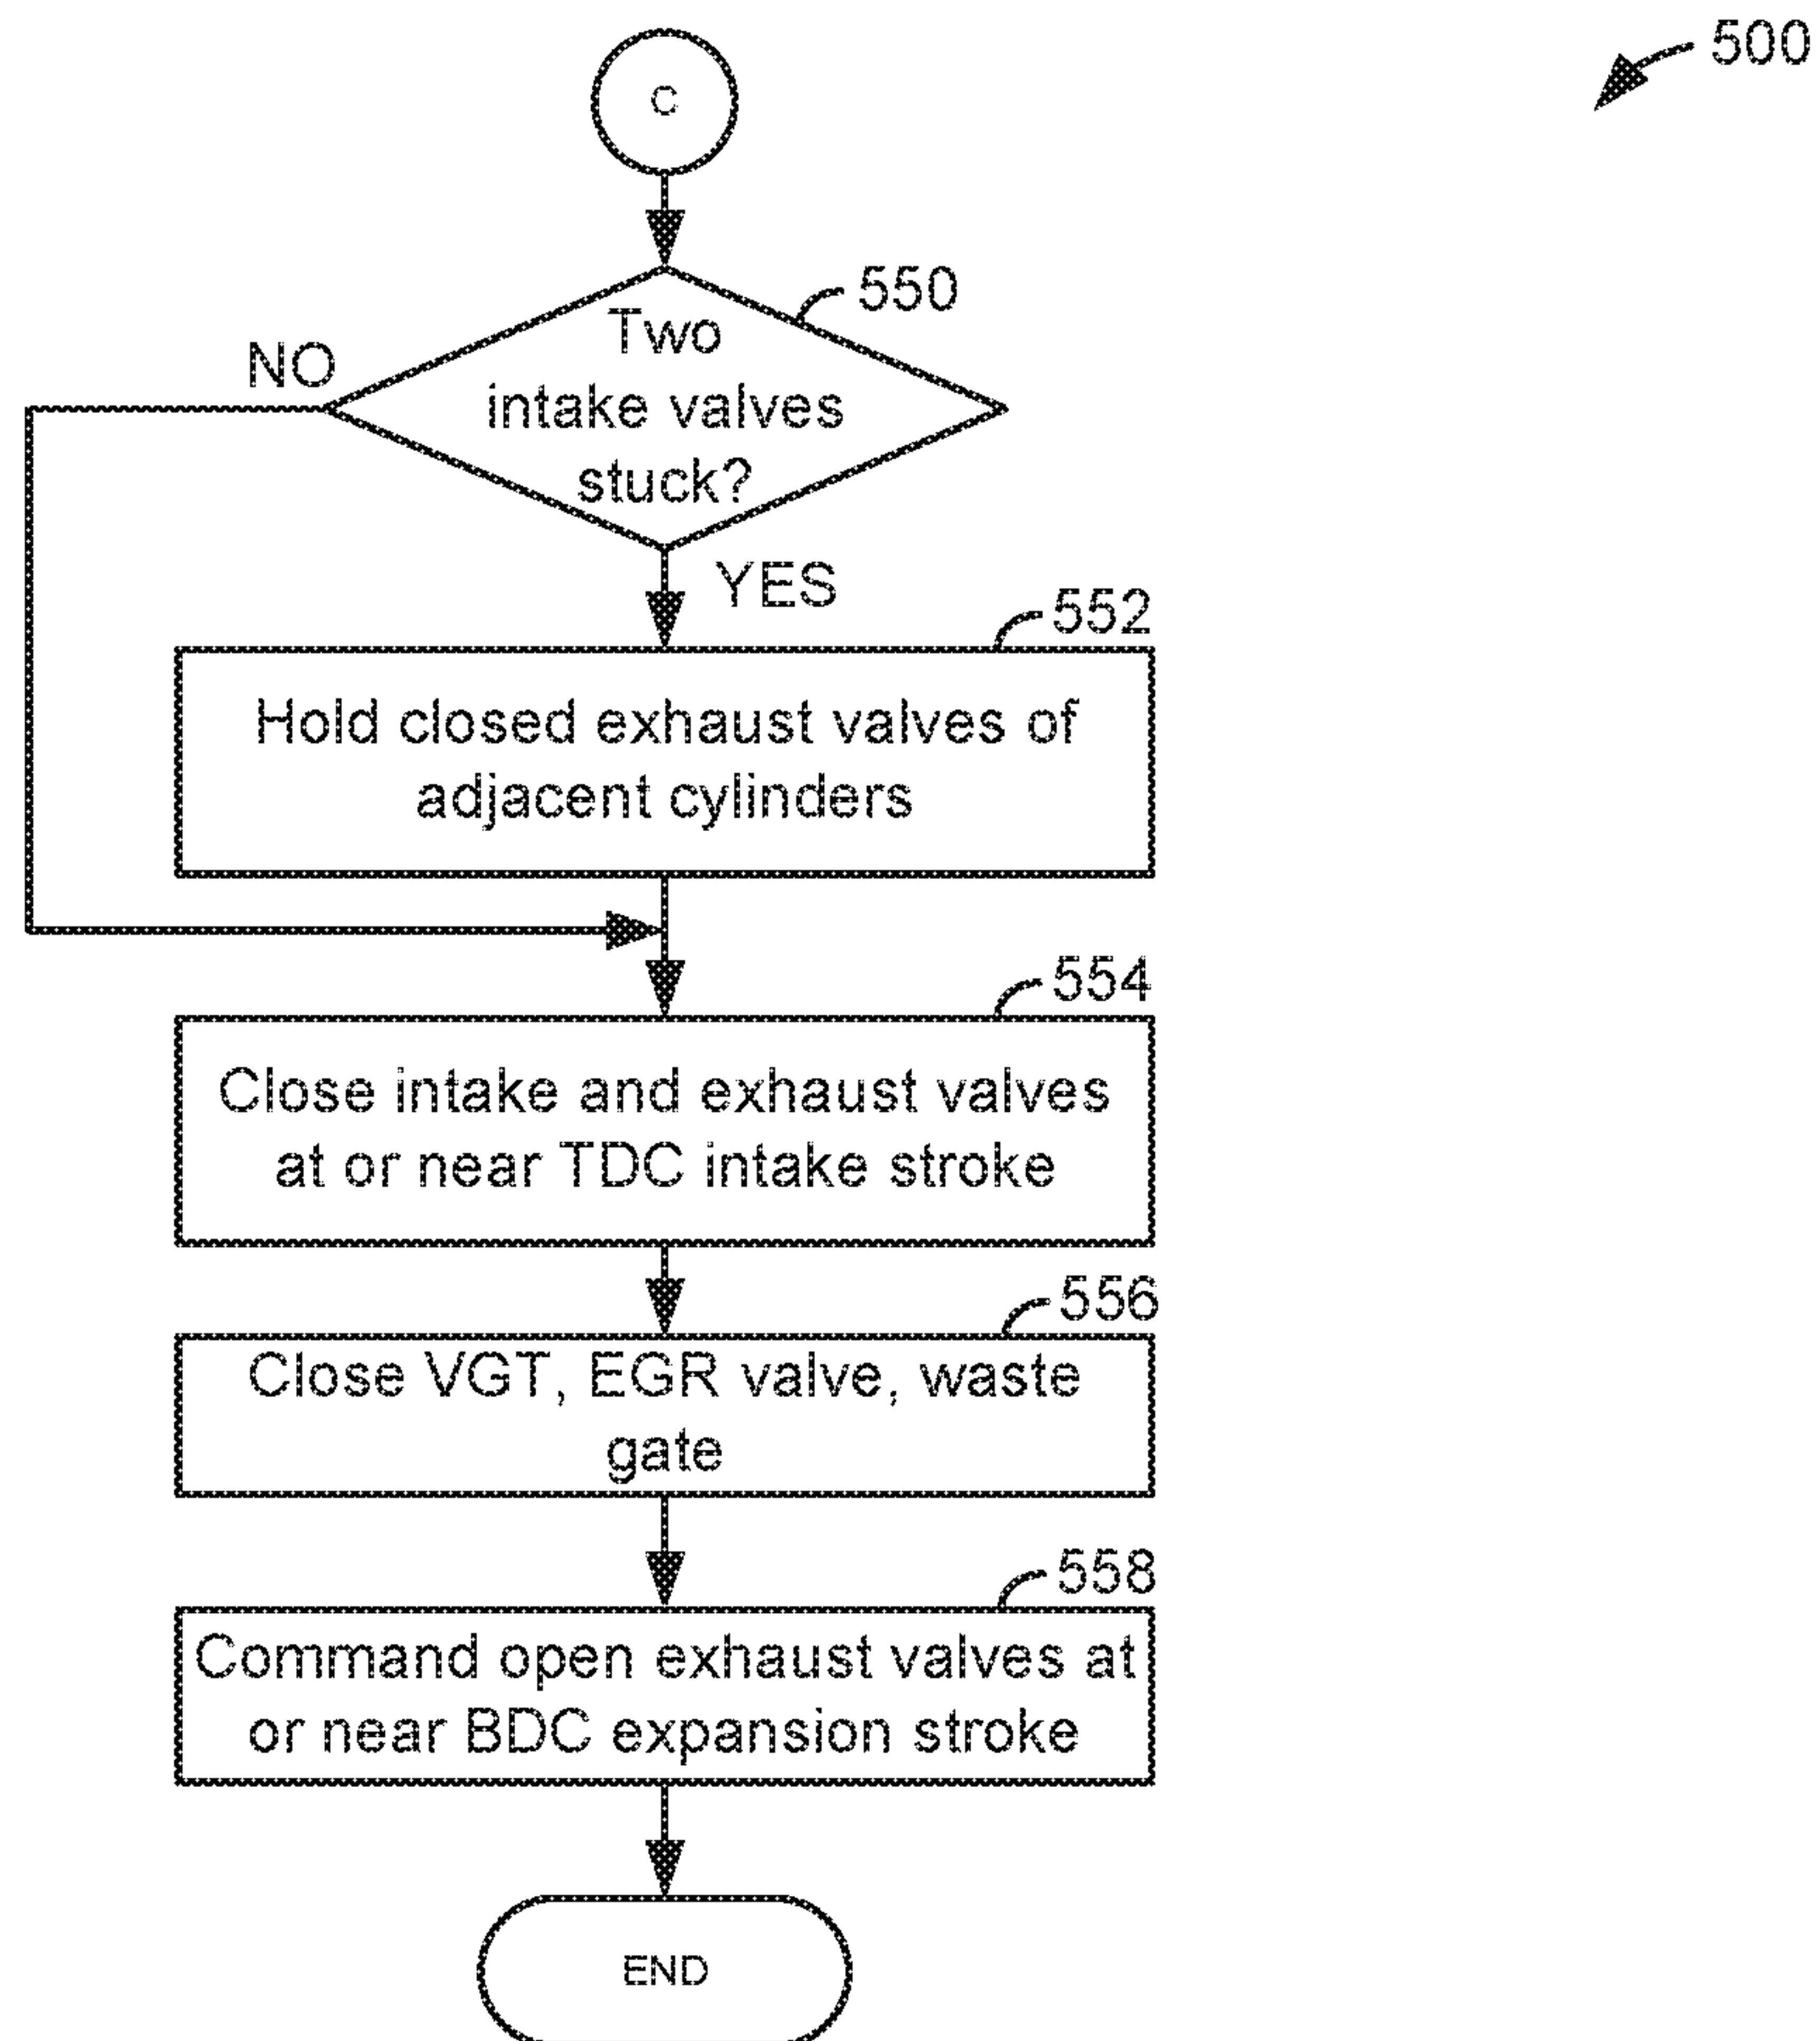 500
C
550
Two
intake valves
stuck?
NO
YES
552
Hold closed exhaust valves of
adjacent cylinders
554
Close intake and exhaust valves
at or near TDC intake stroke
556
Close VGT, EGR valve, waste
gate
558
Command open exhaust valves at
or near BDC expansion stroke
END